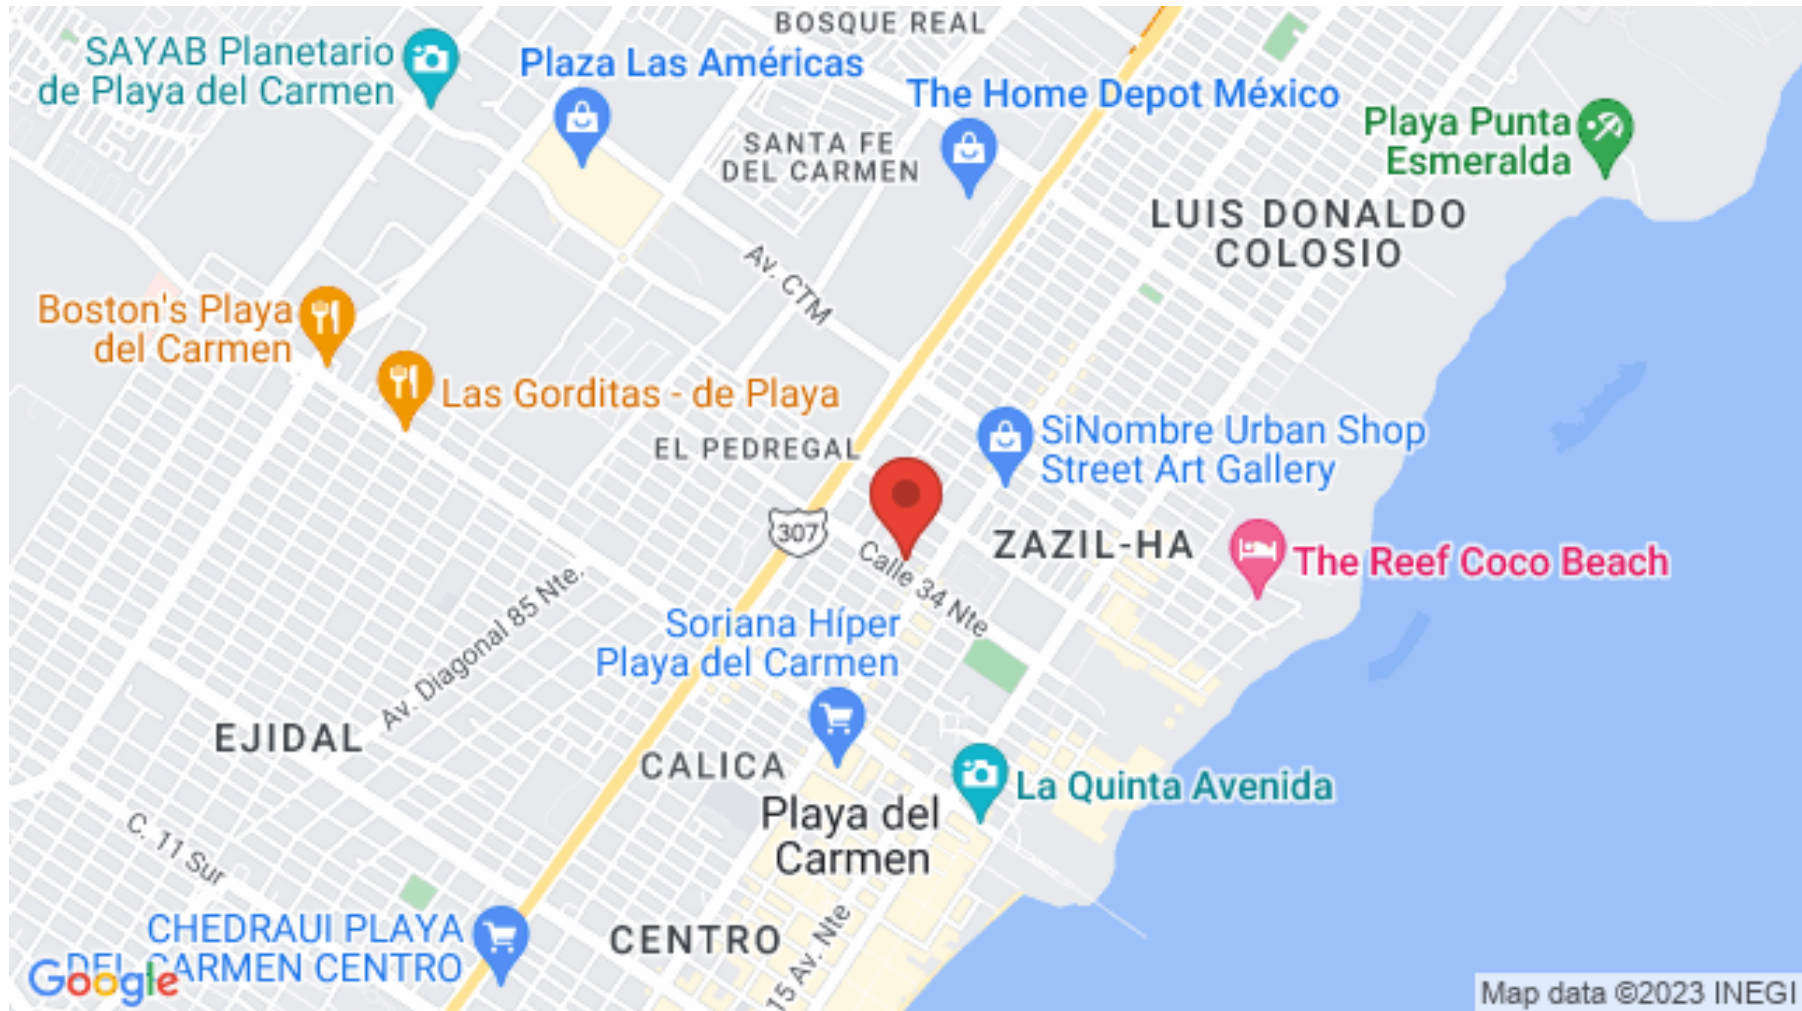 BOSQUE REAL
SAYAB Planetario
de Playa del Carmen
Plaza Las Américas
The Home Depot México
Playa Punta
Esmeralda
SANTA FE
DEL CARMEN
LUIS DONALDO
COLOSIO
Av. CTM
Boston's Playa
del Carmen
Las Gorditas - de Playa
EL PEDREGAL
SiNombre Urban Shop
Street Art Gallery
307
ZAZIL-HA
The Reef Coco Beach
Calle 34 Nte
Av. Diagonal 85 Nte.
Soriana Híper
Playa del Carmen
EJIDAL
CALICA
La Quinta Avenida
Playa del
Carmen
C. 11 Sur
CHEDRAUI PLAYA
DEL CARMEN CENTRO
CENTRO
15 Av. Nte
Google
Map data ©2023 INEGI